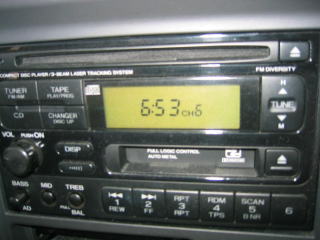 COMPACT DISC PLAYER / 3-BEAM LASER TRACKING SYSTEM FM DIVERSITY
TUNER FM/AM
TAPE PLAY/PROG
H
6:53 CH6
TUNE
CD
CHANGER DISC UP
M
VOL PUSH ON
DISP
FULL LOGIC CONTROL
AUTO METAL
BASS MID TREB
AD
PULL BAL
1 REW
2 FF
RPT 3 RPT
RDM 4 TPS
SCAN 5 B NR
6